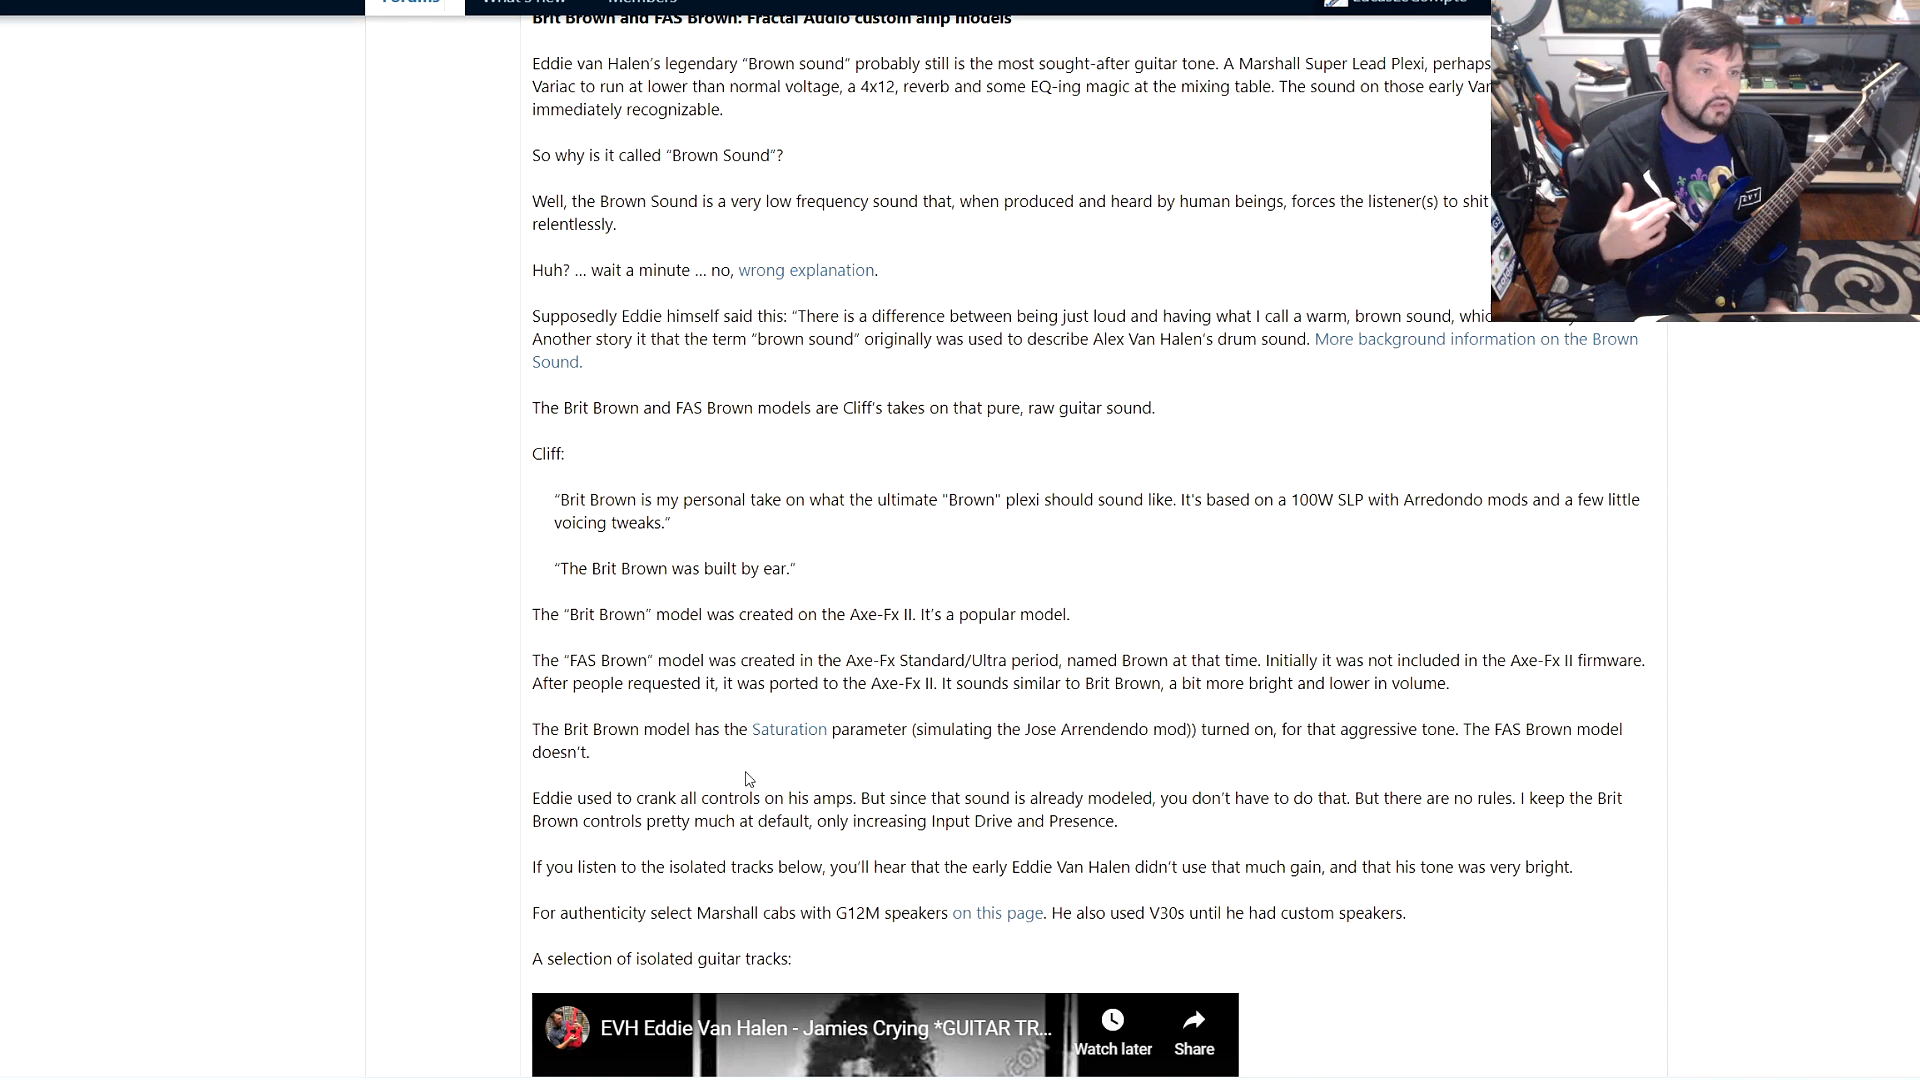 Forums What's new Members
Brit Brown and FAS Brown: Fractal Audio custom amp models
Eddie van Halen's legendary “Brown sound” probably still is the most sought-after guitar tone. A Marshall Super Lead Plexi, perhaps
Variac to run at lower than normal voltage, a 4x12, reverb and some EQ-ing magic at the mixing table. The sound on those early Van
immediately recognizable.
So why is it called “Brown Sound”?
Well, the Brown Sound is a very low frequency sound that, when produced and heard by human beings, forces the listener(s) to shit
relentlessly.
Huh? ... wait a minute ... no, wrong explanation.
Supposedly Eddie himself said this: “There is a difference between being just loud and having what I call a warm, brown sound,
Another story it that the term “brown sound” originally was used to describe Alex Van Halen's drum sound. More background information on the Brown
Sound.
The Brit Brown and FAS Brown models are Cliff's takes on that pure, raw guitar sound.
Cliff:
“Brit Brown is my personal take on what the ultimate "Brown" plexi should sound like. It's based on a 100W SLP with Arredondo mods and a few little
voicing tweaks.”
“The Brit Brown was built by ear.”
The “Brit Brown” model was created on the Axe-Fx II. It's a popular model.
The “FAS Brown” model was created in the Axe-Fx Standard/Ultra period, named Brown at that time. Initially it was not included in the Axe-Fx II firmware.
After people requested it, it was ported to the Axe-Fx II. It sounds similar to Brit Brown, a bit more bright and lower in volume.
The Brit Brown model has the Saturation parameter (simulating the Jose Arrendendo mod)) turned on, for that aggressive tone. The FAS Brown model
doesn't.
Eddie used to crank all controls on his amps. But since that sound is already modeled, you don't have to do that. But there are no rules. I keep the Brit
Brown controls pretty much at default, only increasing Input Drive and Presence.
If you listen to the isolated tracks below, you'll hear that the early Eddie Van Halen didn't use that much gain, and that his tone was very bright.
For authenticity select Marshall cabs with G12M speakers on this page. He also used V30s until he had custom speakers.
A selection of isolated guitar tracks:
EVH Eddie Van Halen - Jamies Crying *GUITAR TR...
Watch later Share